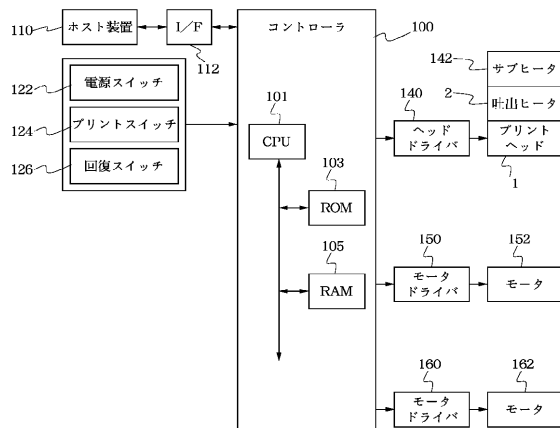 110
ホスト装置
I/F
112
コントローラ
100
122
電源スイッチ
124
プリントスイッチ
126
回復スイッチ
101
CPU
103
ROM
105
RAM
142
サブヒータ
2
吐出ヒータ
140
ヘッド
ドライバ
プリント
ヘッド
1
150
モータ
ドライバ
152
モータ
160
モータ
ドライバ
162
モータ